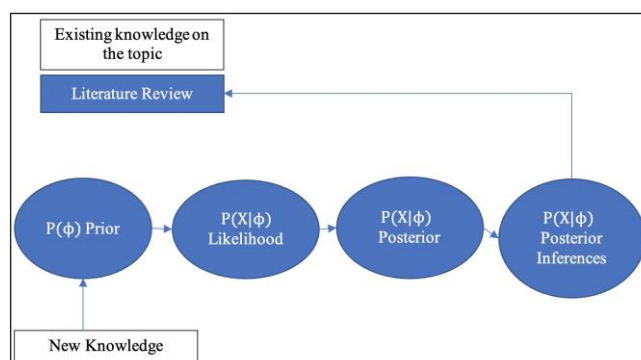 Existing knowledge on
the topic
Literature Review
P(ϕ) Prior
P(X|ϕ)
Likelihood
P(X|ϕ)
Posterior
P(X|ϕ)
Posterior
Inferences
New Knowledge